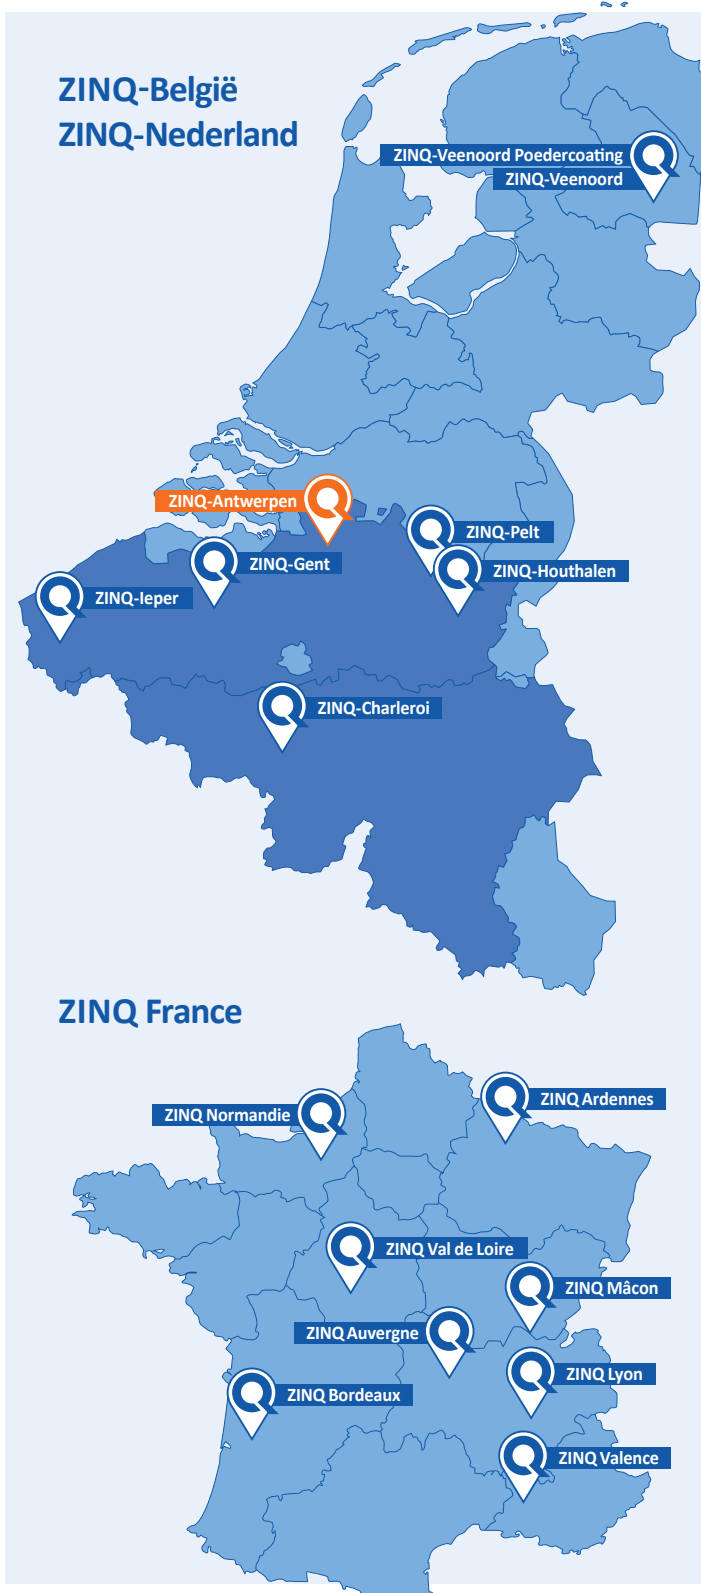 ZINQ-België
ZINQ-Nederland
ZINQ-Veenoord Poedercoating
ZINQ-Veenoord
ZINQ-Antwerpen
ZINQ-Pelt
ZINQ-Gent
ZINQ-Houthalen
ZINQ-Ieper
ZINQ-Charleroi
ZINQ France
ZINQ Ardennes
ZINQ Normandie
ZINQ Val de Loire
ZINQ Mâcon
ZINQ Auvergne
ZINQ Lyon
ZINQ Bordeaux
ZINQ Valence